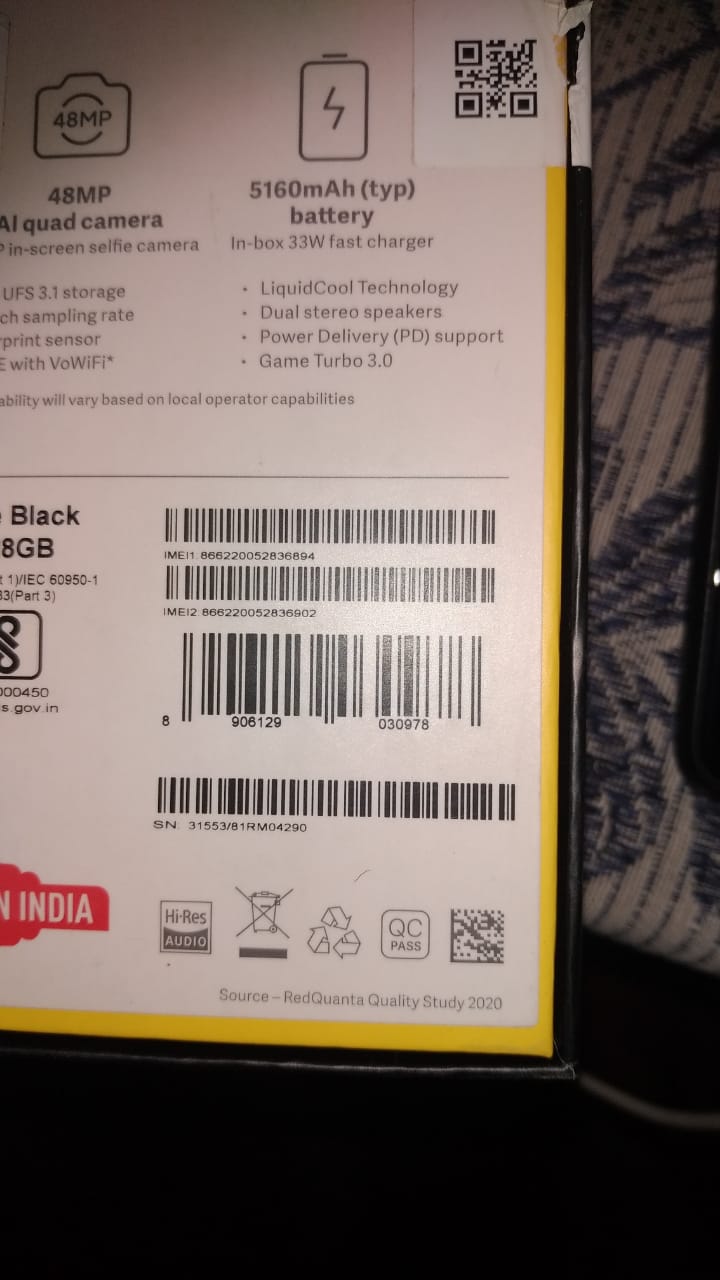 48MP
48MP
AI quad camera
in-screen selfie camera
5160mAh (typ)
battery
In-box 33W fast charger
UFS 3.1 storage
ch sampling rate
rprint sensor
E with VoWiFi*
• LiquidCool Technology
• Dual stereo speakers
• Power Delivery (PD) support
• Game Turbo 3.0
ability will vary based on local operator capabilities
Black
8GB
t 1)/IEC 60950-1
33(Part 3)
000450
s.gov.in
IMEI1:866220052836894
IMEI2:866220052836902
8 906129 030978
SN: 31553/81RM04290
N INDIA
Hi-Res
AUDIO
QC
PASS
Source – RedQuanta Quality Study 2020